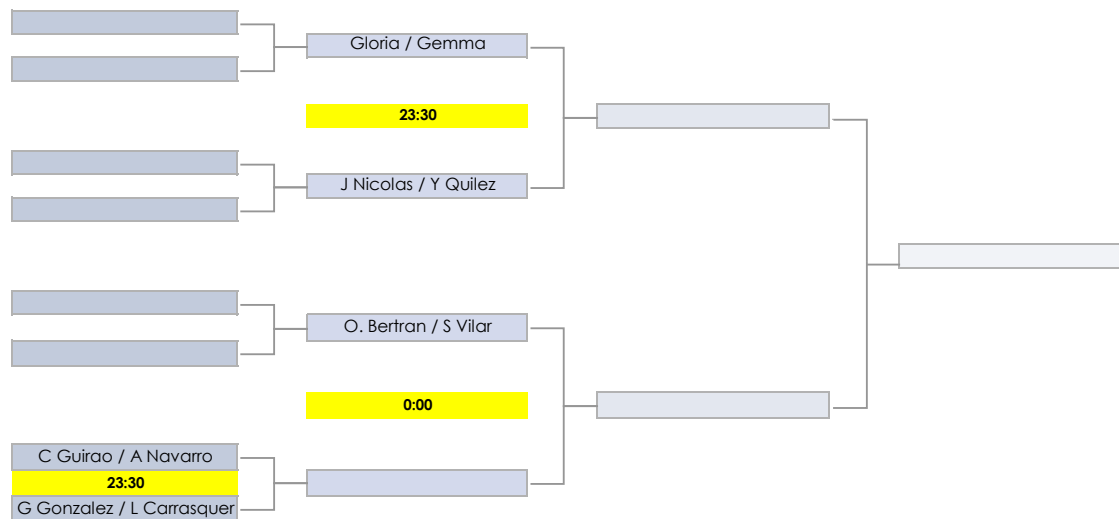 Gloria / Gemma
23:30
J Nicolas / Y Quilez
O. Bertran / S Vilar
0:00
C Guirao / A Navarro
23:30
G Gonzalez / L Carrasquer